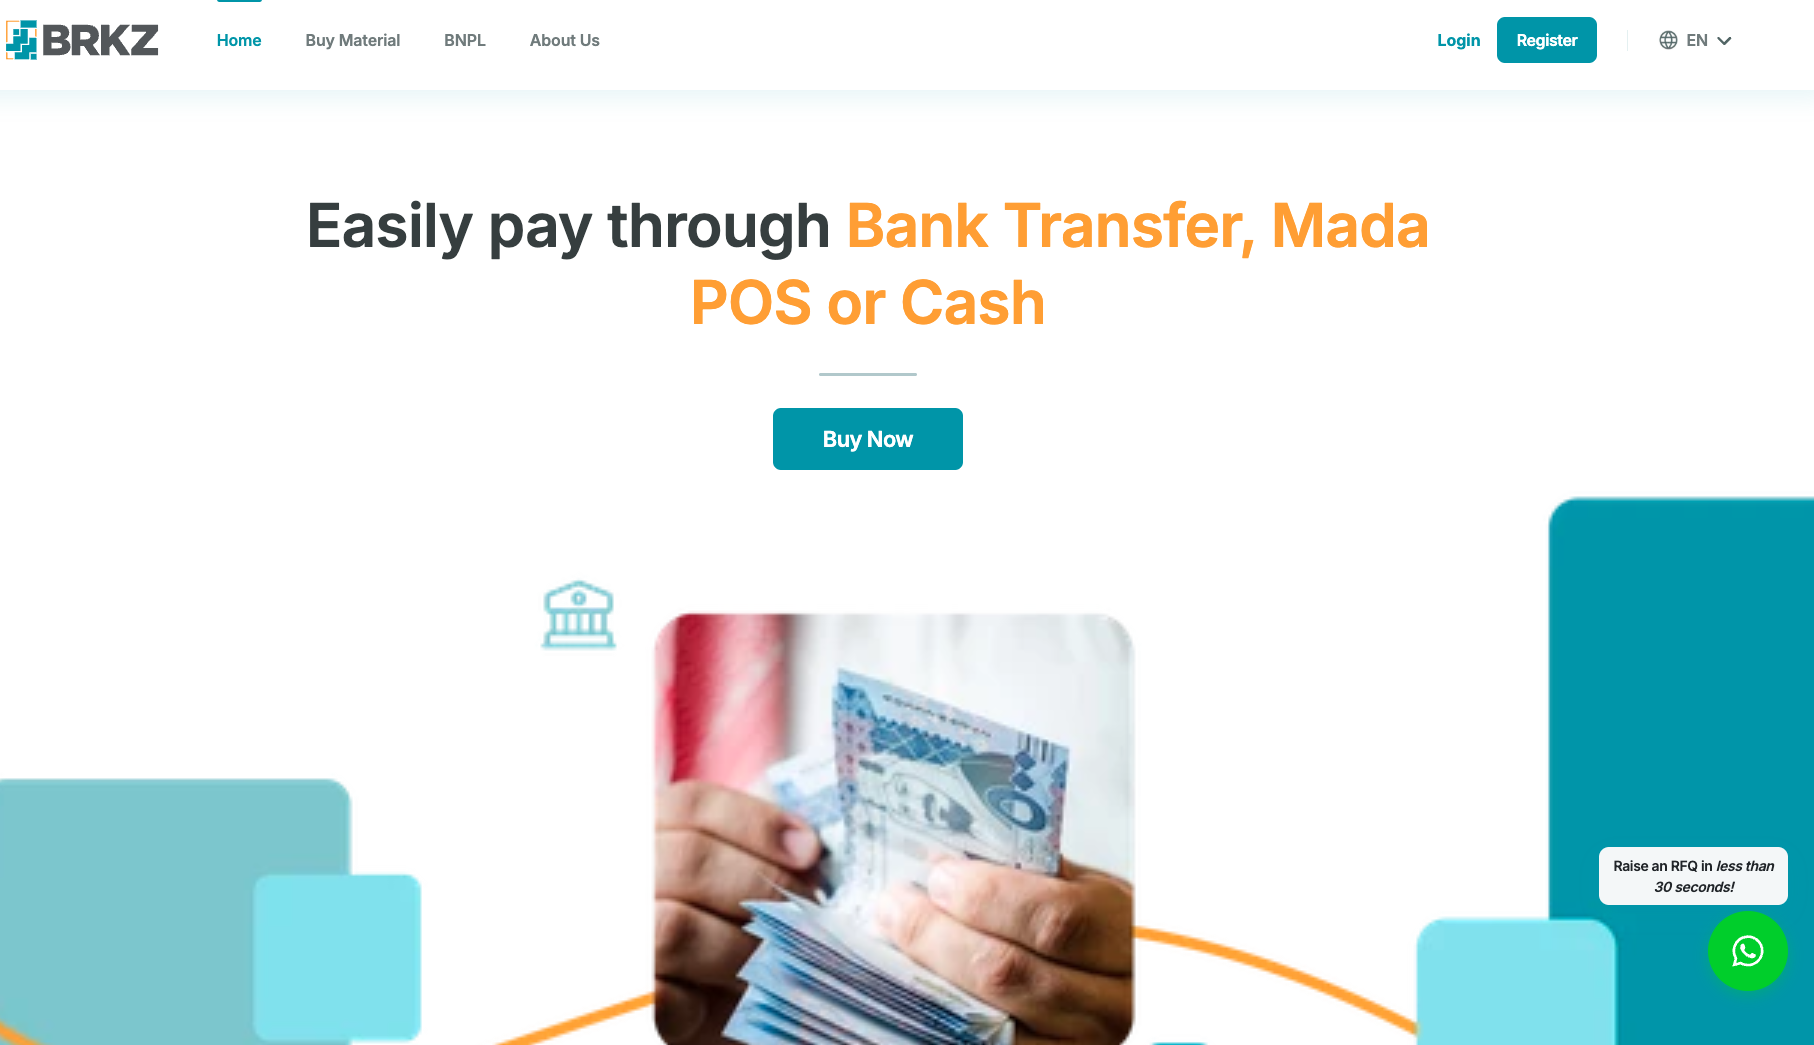 BRKZ
Home
Buy Material
BNPL
About Us
Login
Register
EN
Easily pay through Bank Transfer, Mada
POS or Cash
Buy Now
Raise an RFQ in less than
30 seconds!